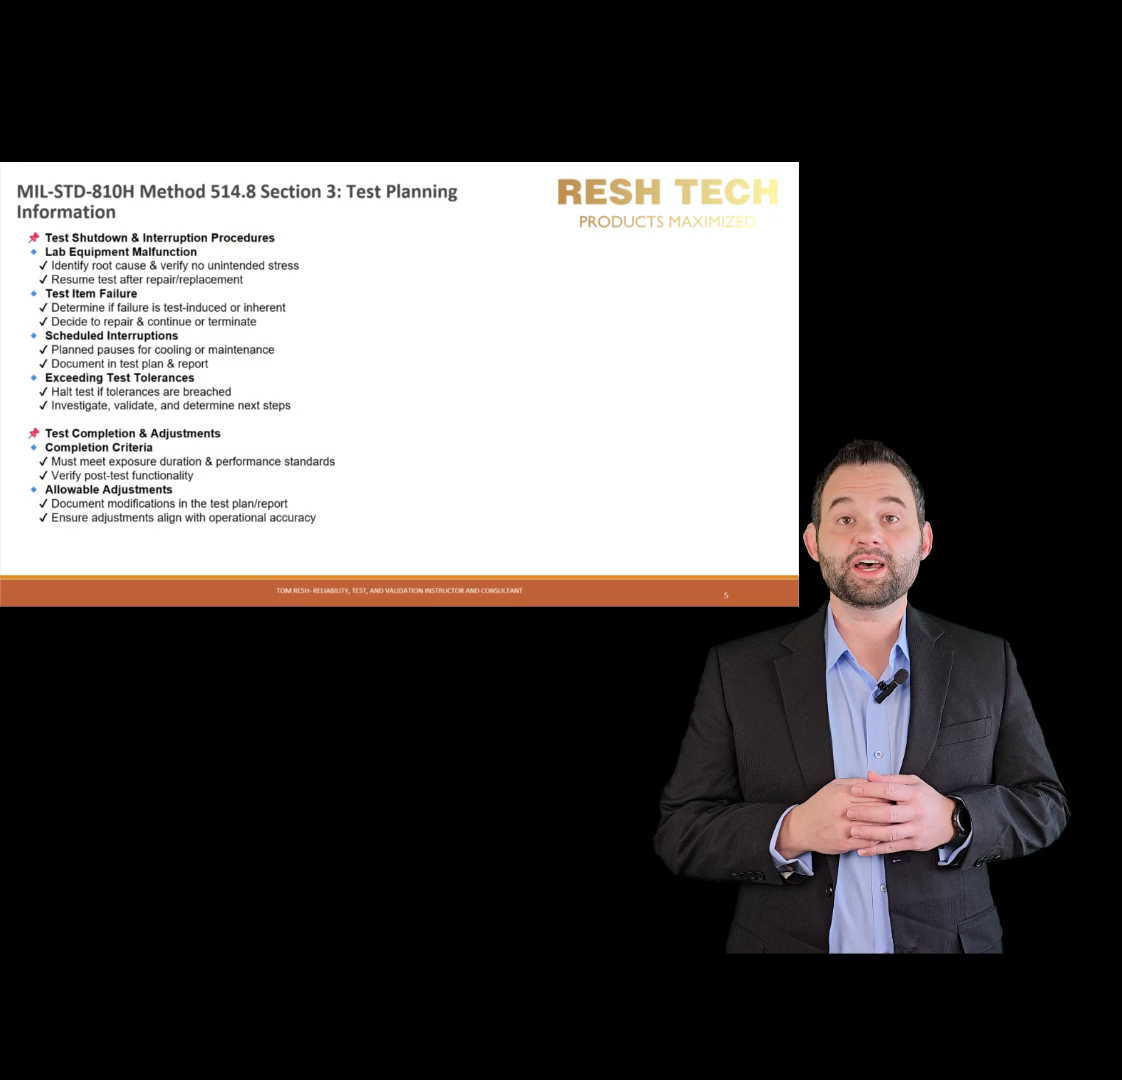 MIL-STD-810H Method 514.8 Section 3: Test Planning
Information
RESH TECH
PRODUCTS MAXIMIZED
📌 Test Shutdown & Interruption Procedures
🔹 Lab Equipment Malfunction
✓ Identify root cause & verify no unintended stress
✓ Resume test after repair/replacement
🔹 Test Item Failure
✓ Determine if failure is test-induced or inherent
✓ Decide to repair & continue or terminate
🔹 Scheduled Interruptions
✓ Planned pauses for cooling or maintenance
✓ Document in test plan & report
🔹 Exceeding Test Tolerances
✓ Halt test if tolerances are breached
✓ Investigate, validate, and determine next steps
📌 Test Completion & Adjustments
🔹 Completion Criteria
✓ Must meet exposure duration & performance standards
✓ Verify post-test functionality
🔹 Allowable Adjustments
✓ Document modifications in the test plan/report
✓ Ensure adjustments align with operational accuracy
TOM RESH- RELIABILITY, TEST, AND VALIDATION INSTRUCTOR AND CONSULTANT
5